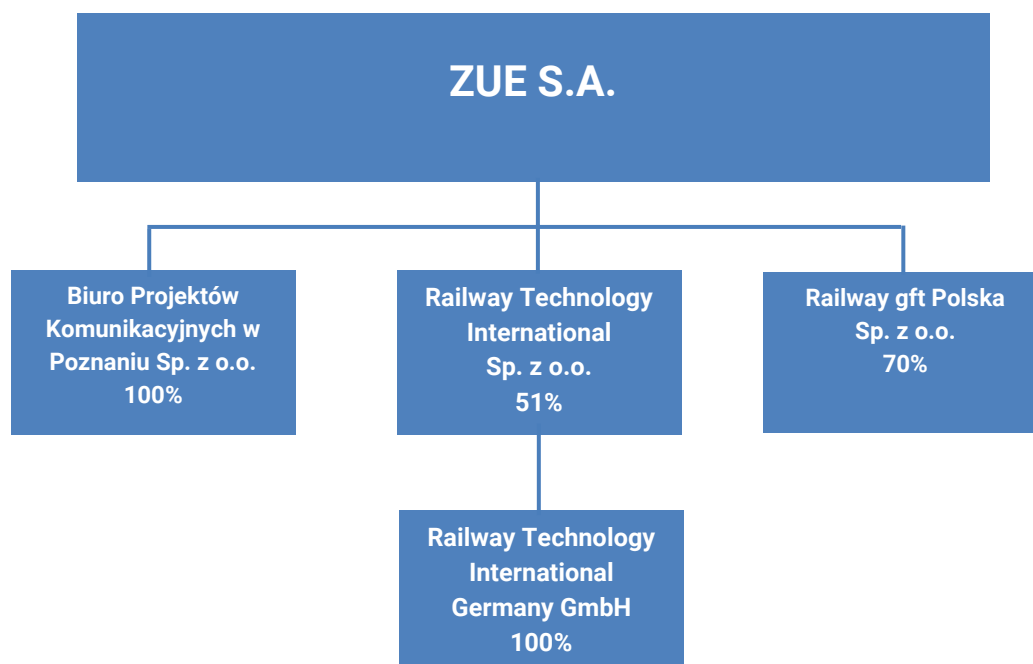 ZUE S.A.
Biuro Projektów
Komunikacyjnych w
Poznaniu Sp. z o.o.
100%
Railway Technology
International
Sp. z o.o.
51%
Railway gft Polska
Sp. z o.o.
70%
Railway Technology
International
Germany GmbH
100%